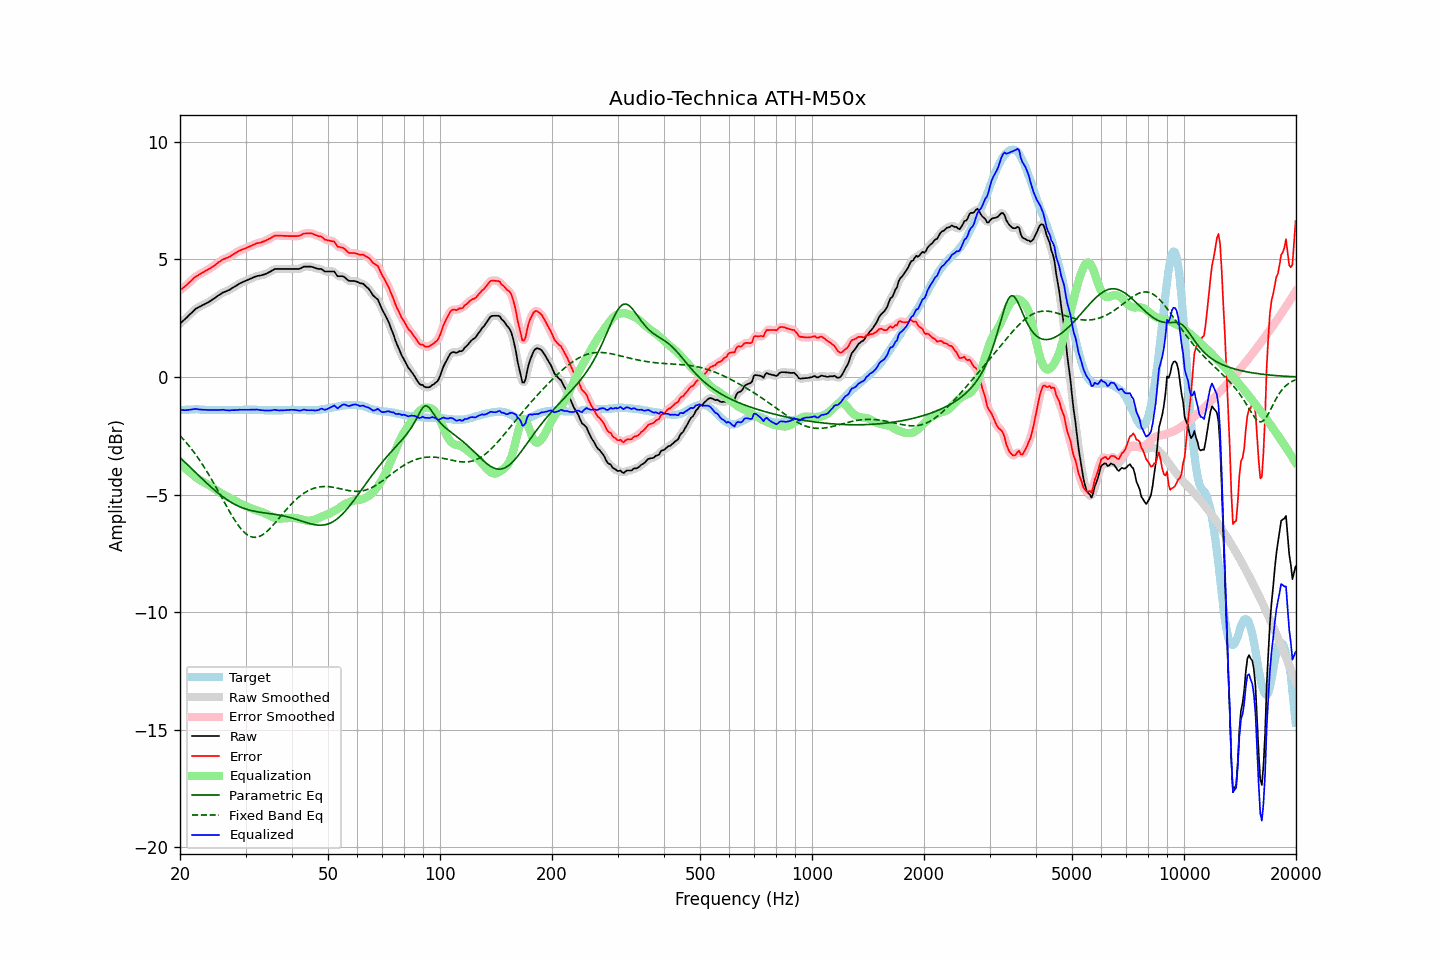 Audio-Technica ATH-M50x
Amplitude (dBr)
10
5
0
−5
−10
−15
−20
Target
Raw Smoothed
Error Smoothed
Raw
Error
Equalization
Parametric Eq
Fixed Band Eq
Equalized
20 50 100 200 500 1000 2000 5000 10000 20000
Frequency (Hz)